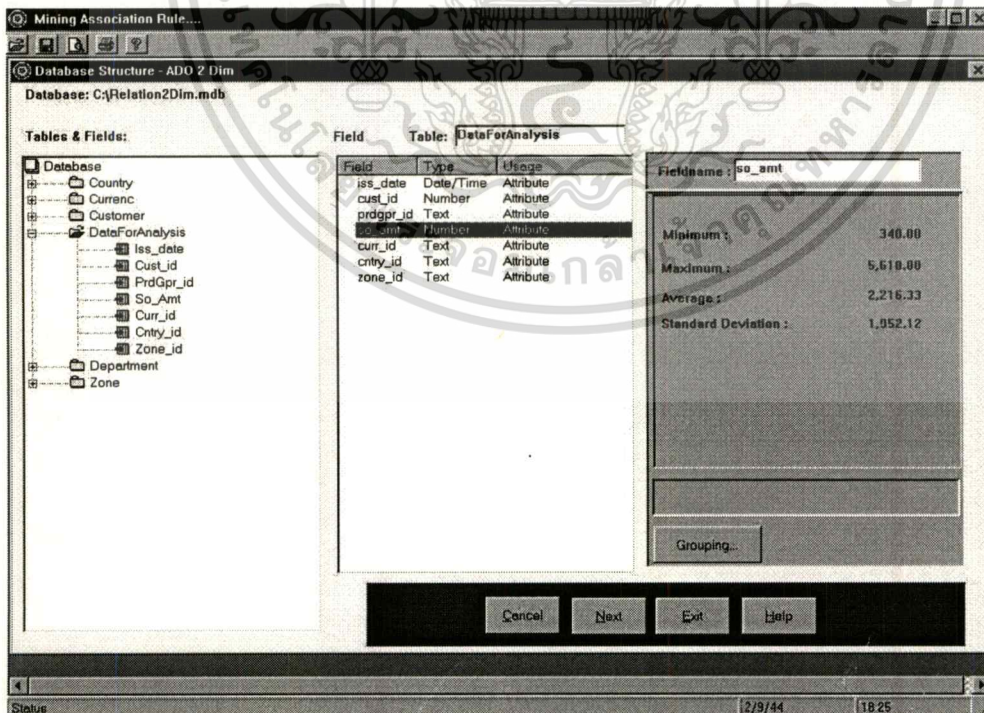 Mining Association Rule....
Database Structure - ADO 2 Dim
Database: C:\Relation2Dim.mdb
Tables & Fields:
Database
Country
Currenc
Customer
DataForAnalysis
Iss_date
Cust_id
PrdGpr_id
So_Amt
Curr_id
Cntry_id
Zone_id
Department
Zone
Field Table: DataForAnalysis
Field Type Usage
iss_date Date/Time Attribute
cust_id Number Attribute
prdgpr_id Text Attribute
so_amt Number Attribute
curr_id Text Attribute
cntry_id Text Attribute
zone_id Text Attribute
Fieldname : so_amt
Minimum : 340.00
Maximum : 5,610.00
Average : 2,216.33
Standard Deviation : 1,052.12
Grouping...
Cancel Next Exit Help
Status 2/9/44 18:25